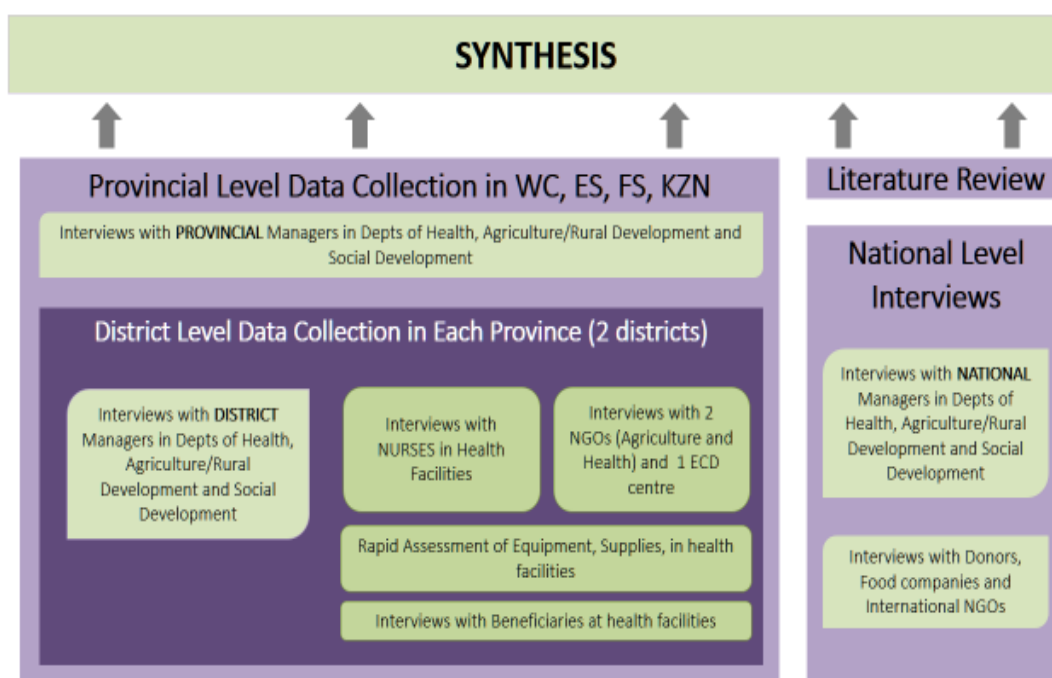 SYNTHESIS
Provincial Level Data Collection in WC, ES, FS, KZN
Interviews with PROVINCIAL Managers in Depts of Health, Agriculture/Rural Development and
Social Development
District Level Data Collection in Each Province (2 districts)
Interviews with DISTRICT
Managers in Depts of Health,
Agriculture/Rural
Development and Social
Development
Interviews with
NURSES in Health
Facilities
Interviews with 2
NGOs (Agriculture and
Health) and 1 ECD
centre
Rapid Assessment of Equipment, Supplies, in health
facilities
Interviews with Beneficiaries at health facilities
Literature Review
National Level
Interviews
Interviews with NATIONAL
Managers in Depts of
Health, Agriculture/Rural
Development and Social
Development
Interviews with Donors,
Food companies and
International NGOs